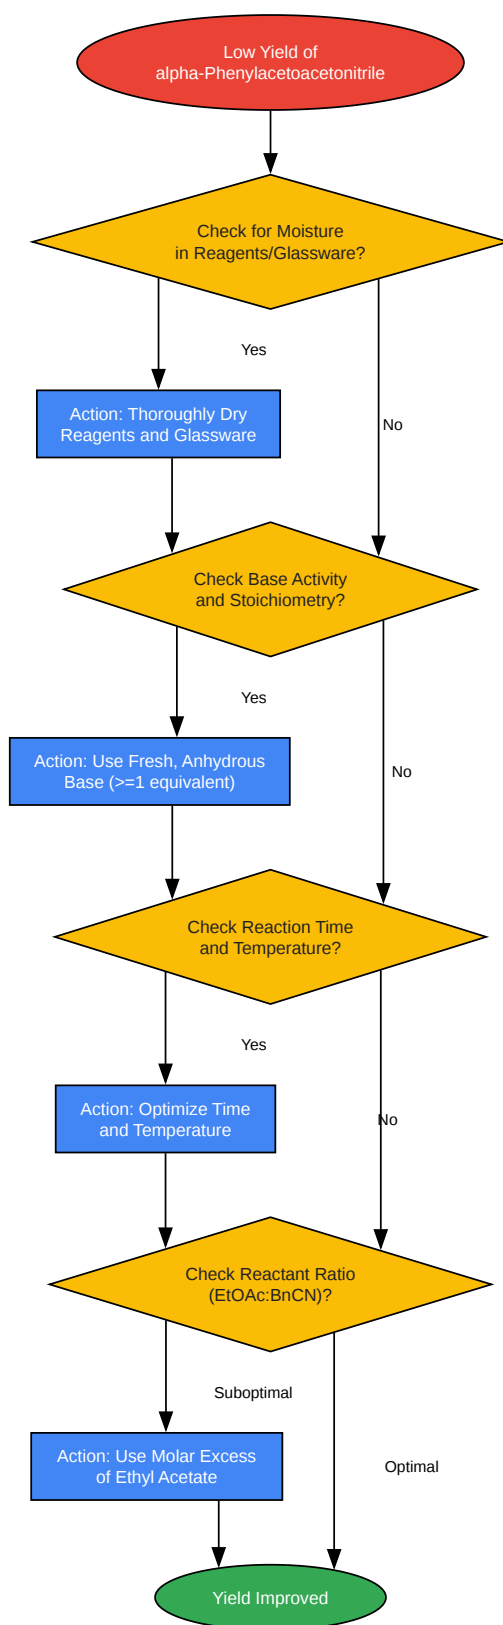 Low Yield of
alpha-Phenylacetoacetonitrile
Check for Moisture
in Reagents/Glassware?
Yes
Action: Thoroughly Dry
Reagents and Glassware
No
Check Base Activity
and Stoichiometry?
Yes
Action: Use Fresh, Anhydrous
Base (>=1 equivalent)
No
Check Reaction Time
and Temperature?
Yes
Action: Optimize Time
and Temperature
No
Check Reactant Ratio
(EtOAc:BnCN)?
Suboptimal
Action: Use Molar Excess
of Ethyl Acetate
Optimal
Yield Improved